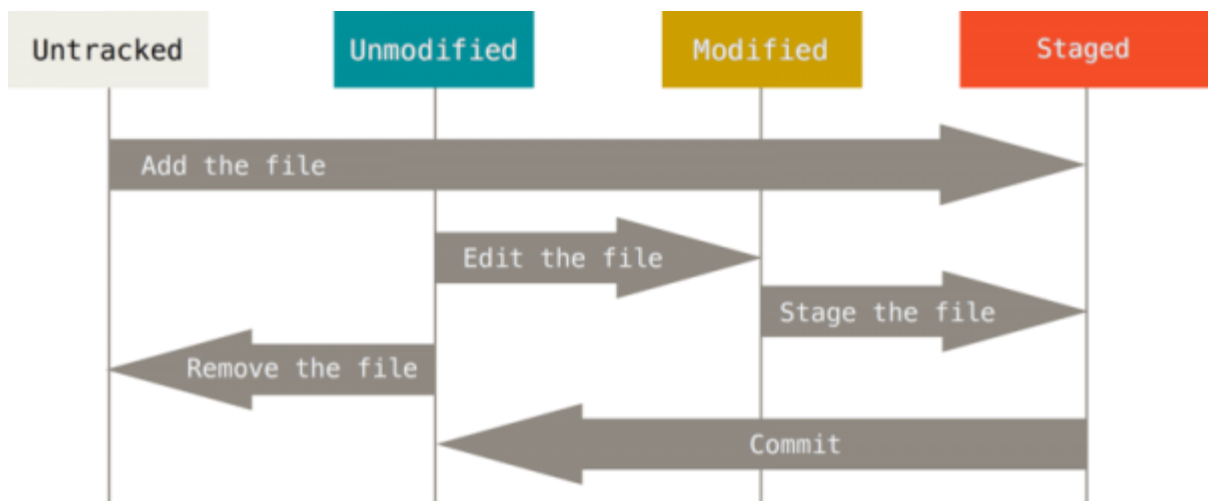 Untracked
Unmodified
Modified
Staged
Add the file
Edit the file
Stage the file
Remove the file
Commit